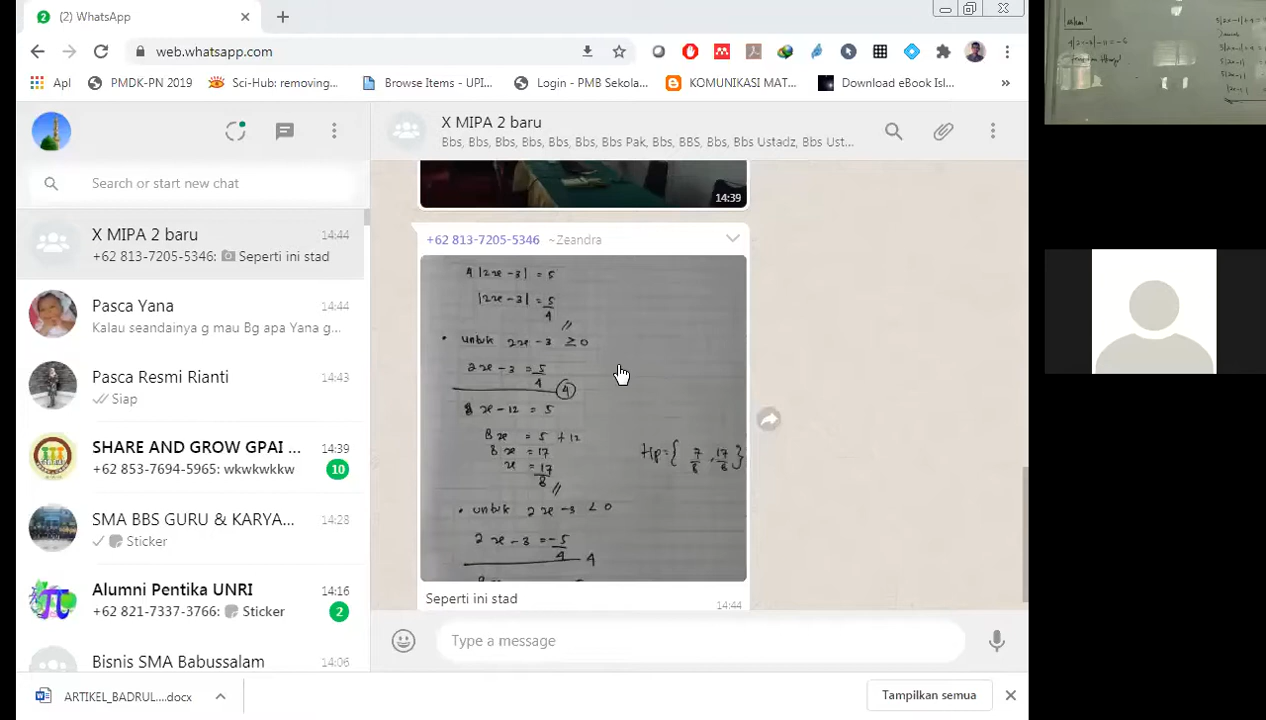 (2) WhatsApp
web.whatsapp.com
Apl
PMDK-PN 2019
Sci-Hub: removing...
Browse Items - UPI...
Login - PMB Sekola...
KOMUNIKASI MAT...
Download eBook Isl...
»
X MIPA 2 baru
Bbs, Bbs, Bbs, Bbs, Bbs, Bbs Pak, Bbs, BBS, Bbs, Bbs Ustadz, Bbs Ust...
Search or start new chat
X MIPA 2 baru
14:44
+62 813-7205-5346: Seperti ini stad
Pasca Yana
14:44
Kalau seandainya g mau Bg apa Yana g...
Pasca Resmi Rianti
14:43
Siap
SHARE AND GROW GPAI ...
14:39
+62 853-7694-5965: wkwkwkkw
10
SMA BBS GURU & KARYA...
14:28
Sticker
Alumni Pentika UNRI
14:16
+62 821-7337-3766: Sticker
2
Bisnis SMA Babussalam
14:06
14:39
+62 813-7205-5346 ~Zeandra
4 |2x - 3| = 5
|2x - 3| = 5/4 //
• untuk 2x - 3 ≥ 0
2x - 3 = 5/4
4
8x - 12 = 5
8x = 5 + 12
8x = 17
x = 17/8 //
Hp = { 7/8 , 17/8 }
• untuk 2x - 3 < 0
2x - 3 = -5/4
4
Seperti ini stad
14:44
Type a message
ARTIKEL_BADRUL....docx
Tampilkan semua